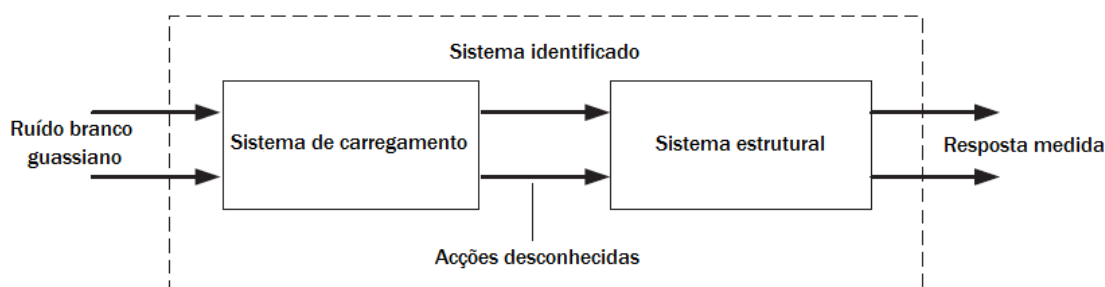 Sistema identificado
Ruído branco
guassiano
Sistema de carregamento
Sistema estrutural
Resposta medida
Acções desconhecidas